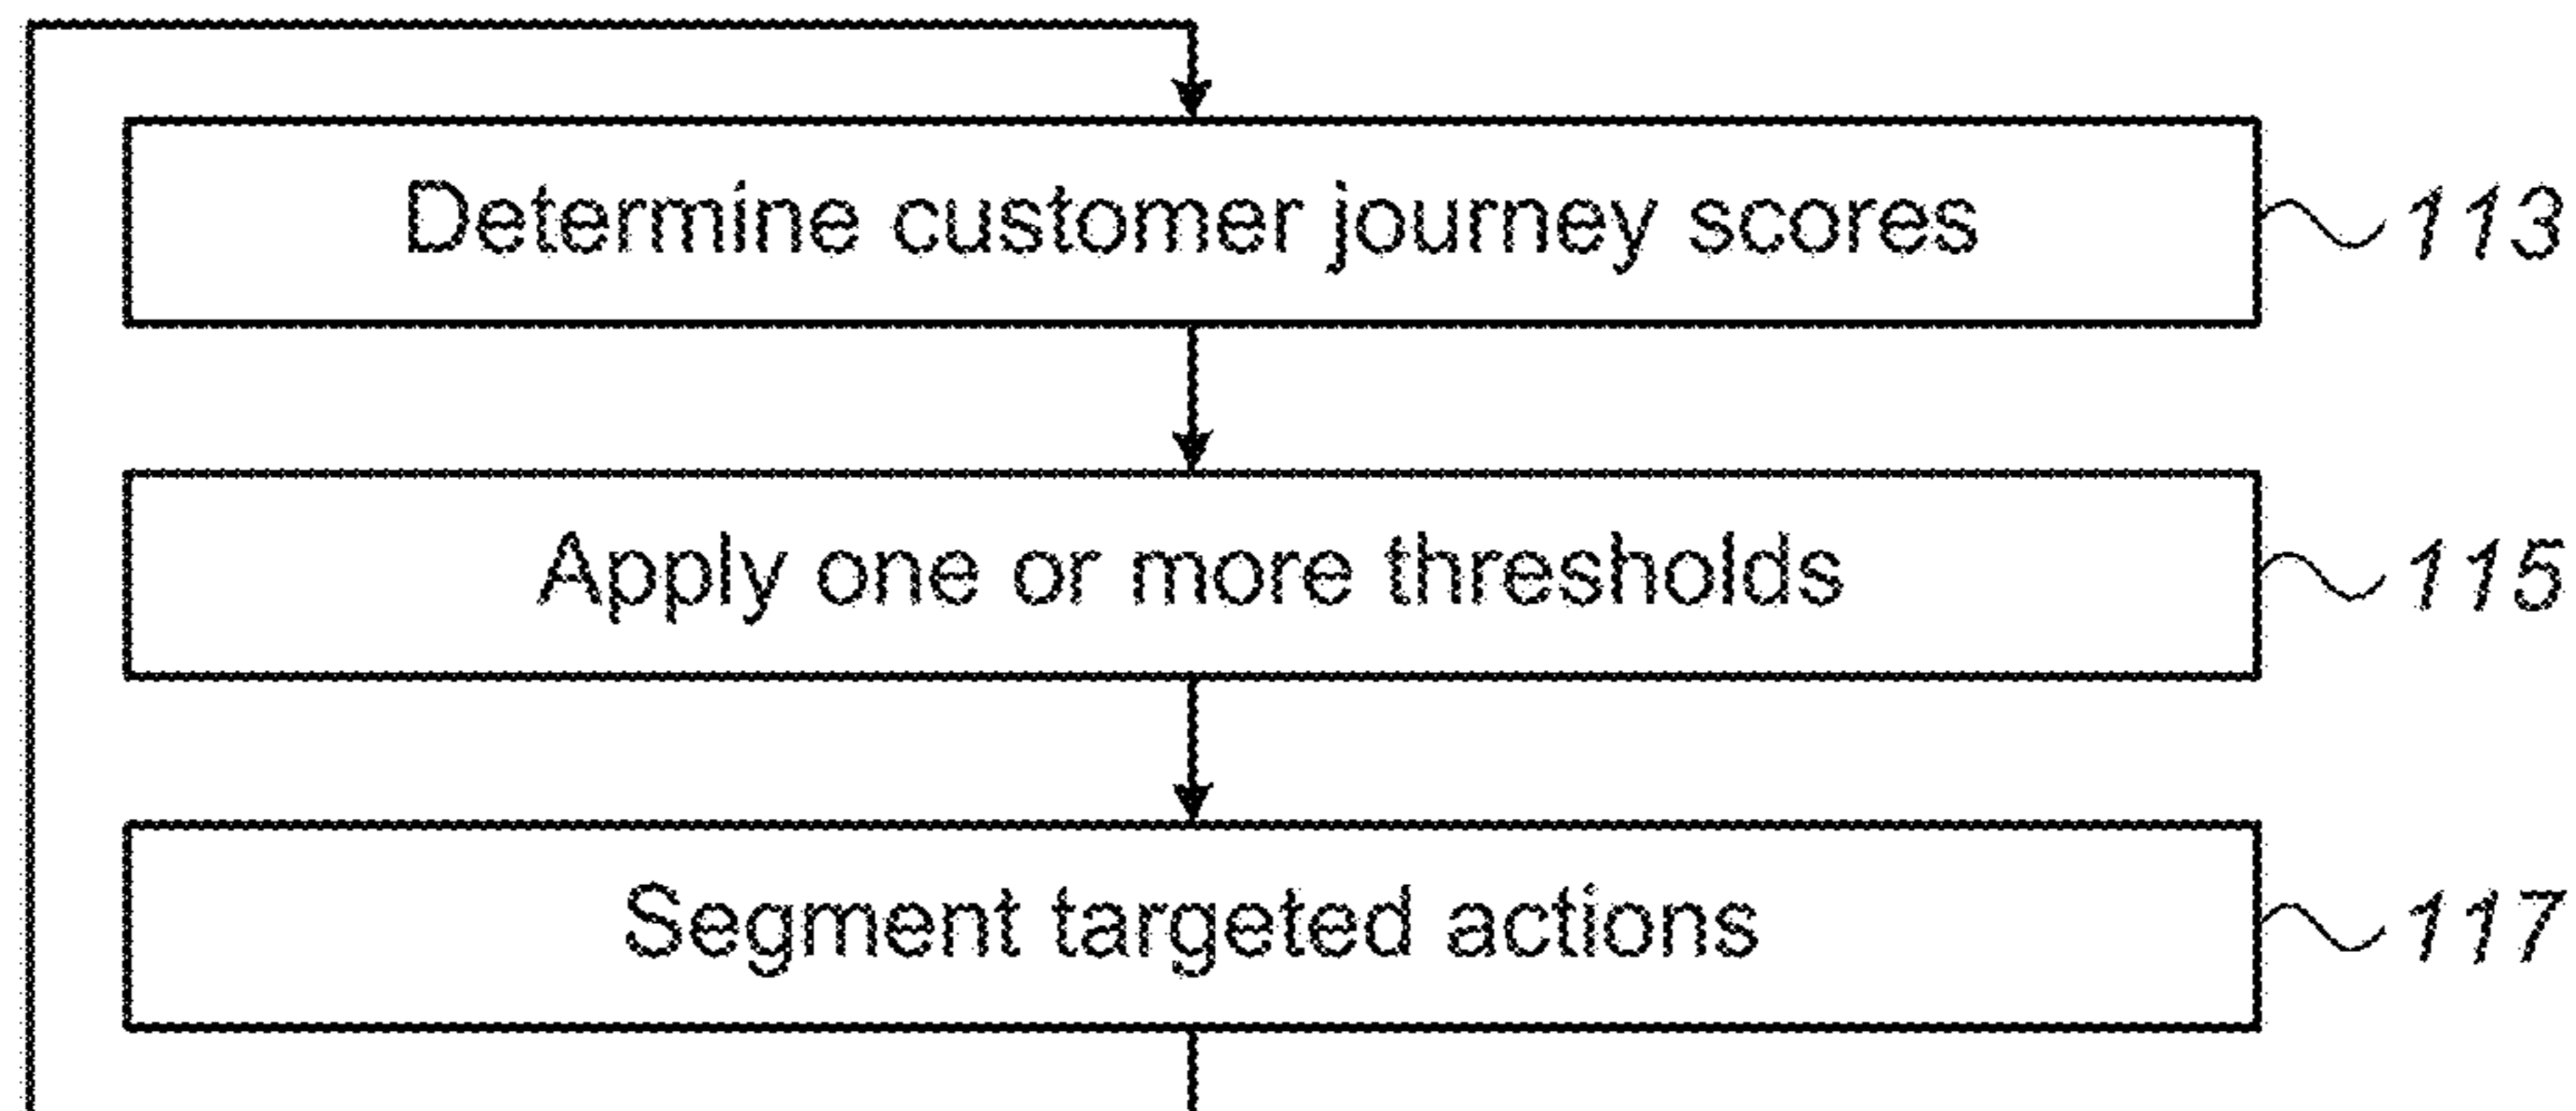 Determine customer journey scores 113
Apply one or more thresholds 115
Segment targeted actions 117